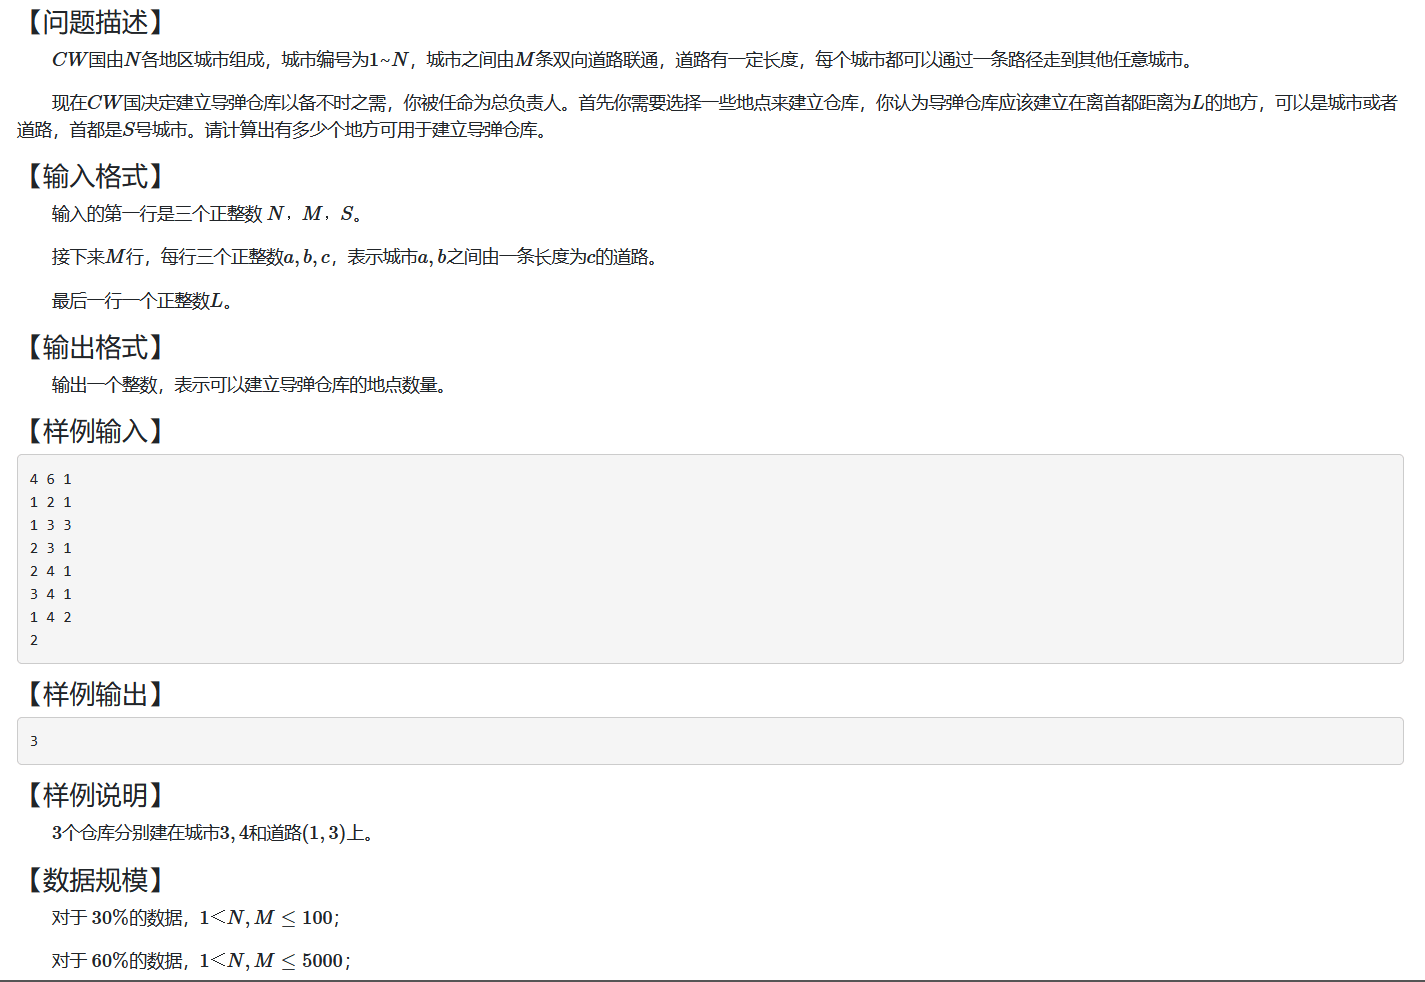 【问题描述】
CW国由N各地区城市组成，城市编号为1~N，城市之间由M条双向道路联通，道路有一定长度，每个城市都可以通过一条路径走到其他任意城市。
现在CW国决定建立导弹仓库以备不时之需，你被任命为总负责人。首先你需要选择一些地点来建立仓库，你认为导弹仓库应该建立在离首都距离为L的地方，可以是城市或者
道路，首都是S号城市。请计算出有多少个地方可用于建立导弹仓库。
【输入格式】
输入的第一行是三个正整数 N，M，S。
接下来M行，每行三个正整数a, b, c，表示城市a, b之间由一条长度为c的道路。
最后一行一个正整数L。
【输出格式】
输出一个整数，表示可以建立导弹仓库的地点数量。
【样例输入】
4 6 1
1 2 1
1 3 3
2 3 1
2 4 1
3 4 1
1 4 2
2
【样例输出】
3
【样例说明】
3个仓库分别建在城市3, 4和道路(1, 3)上。
【数据规模】
对于 30%的数据，1＜N, M ≤ 100；
对于 60%的数据，1＜N, M ≤ 5000；